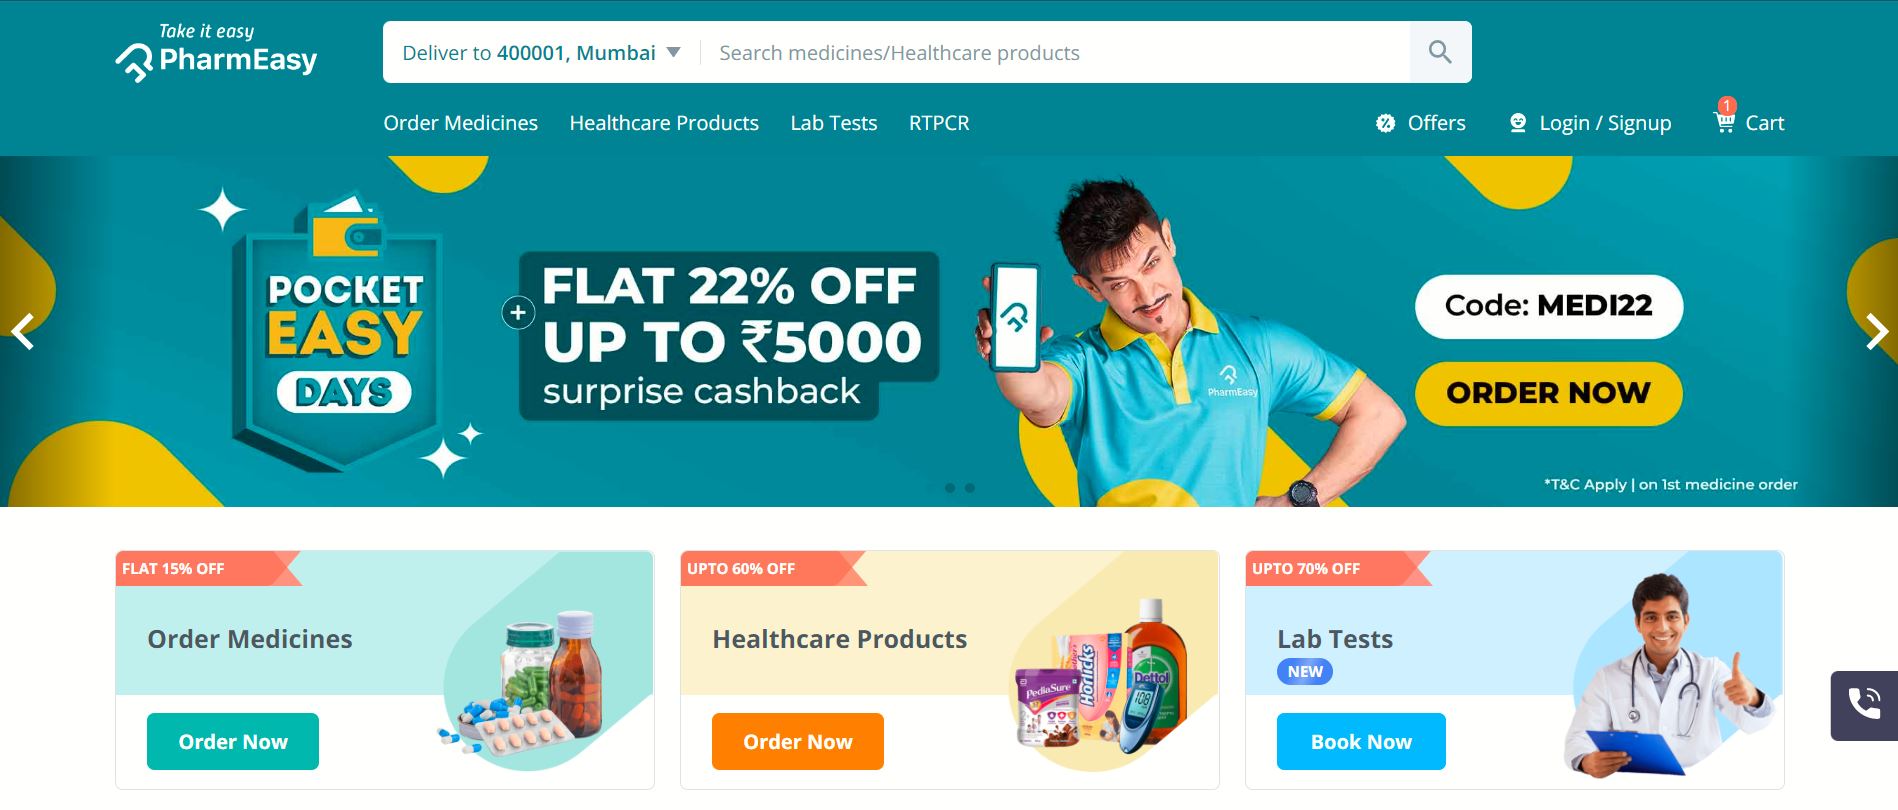 Take it easy
PharmEasy
Deliver to 400001, Mumbai
Search medicines/Healthcare products
Order Medicines
Healthcare Products
Lab Tests
RTPCR
Offers
Login / Signup
1
Cart
POCKET
EASY
DAYS
+
FLAT 22% OFF
UP TO ₹5000
surprise cashback
PharmEasy
Code: MEDI22
ORDER NOW
*T&C Apply | on 1st medicine order
FLAT 15% OFF
Order Medicines
Order Now
UPTO 60% OFF
Healthcare Products
PediaSure
Horlicks
Dettol
108
Order Now
UPTO 70% OFF
Lab Tests
NEW
Book Now